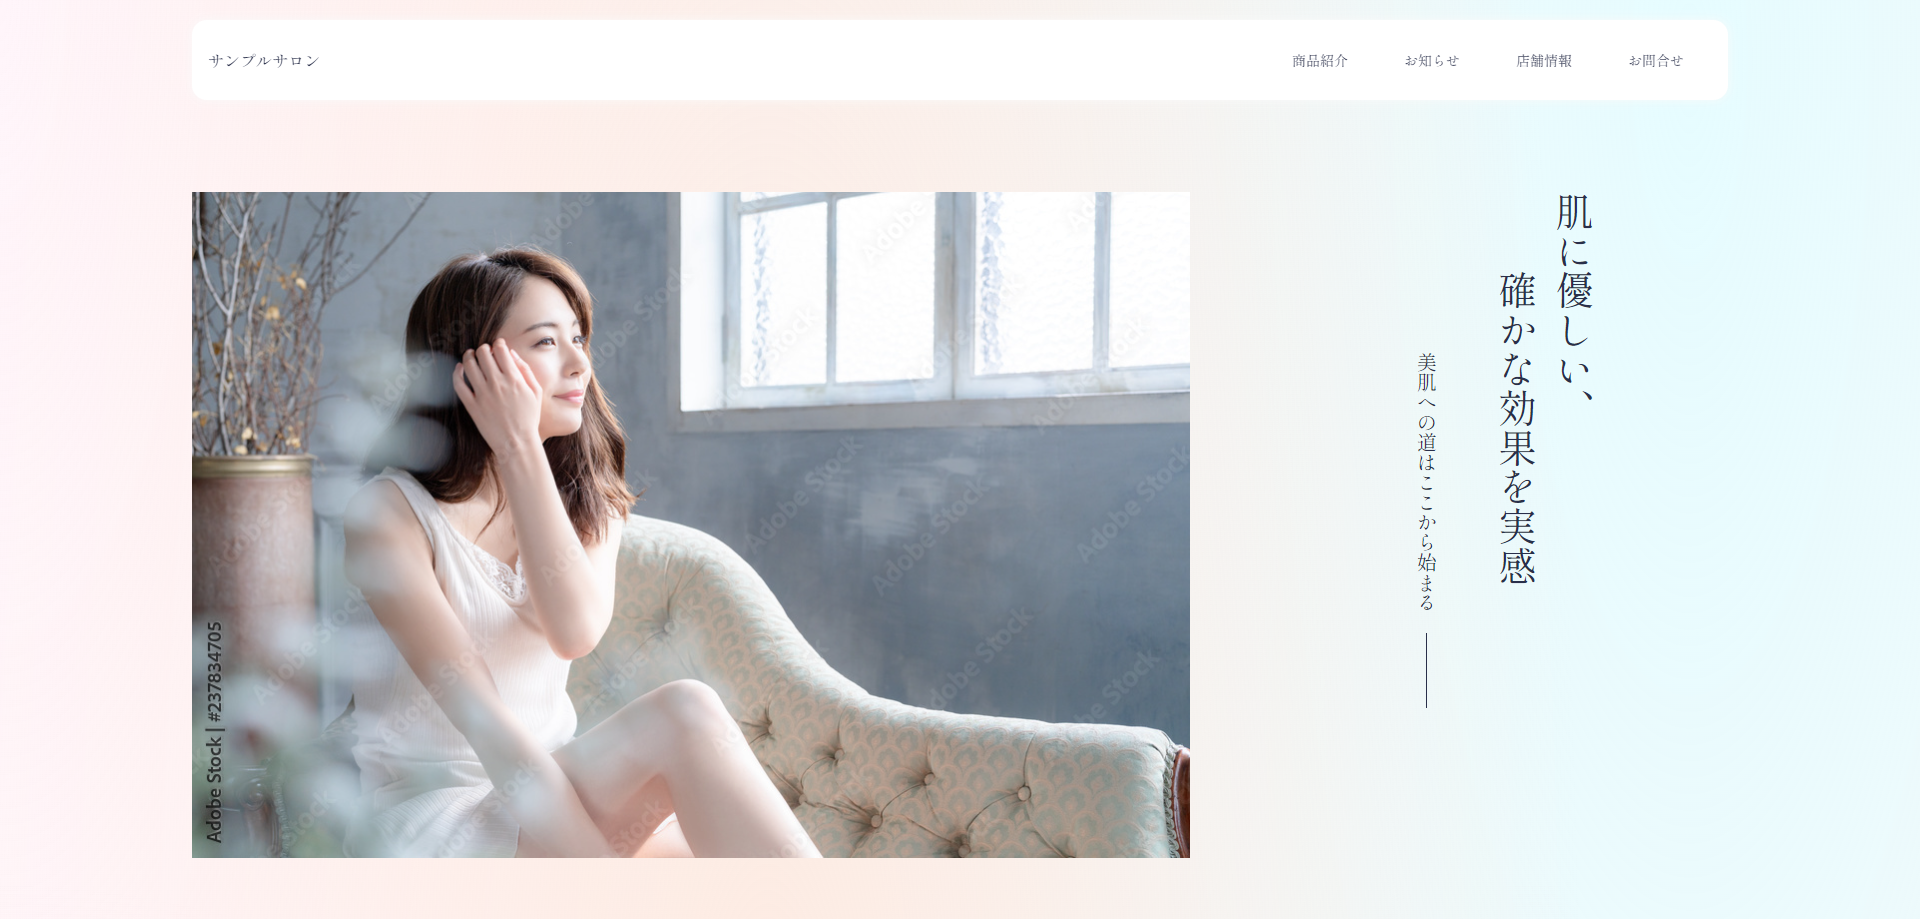 サンプルサロン
商品紹介
お知らせ
店舗情報
お問合せ
肌に優しい、
確かな効果を実感
美肌への道はここから始まる
Adobe Stock | #237834705
Adobe Stock